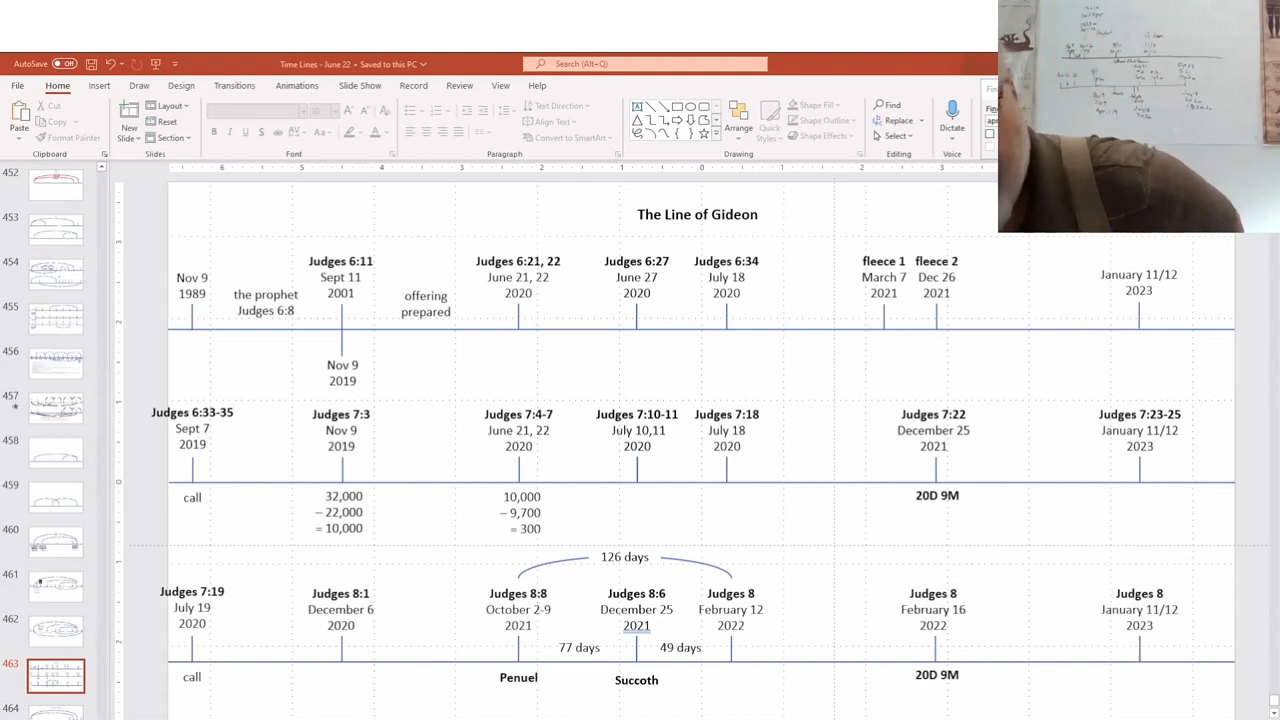 AutoSave Off Time Lines - June 22 • Saved to this PC Search (Alt+Q)
File Home Insert Draw Design Transitions Animations Slide Show Record Review View Help
Paste Cut Copy Format Painter
New Slide Layout Reset Section
Text Direction Align Text Convert to SmartArt
Arrange Quick Styles Shape Fill Shape Outline Shape Effects
Find Replace Select
Dictate
Clipboard Slides Font Paragraph Drawing Editing Voice
6 5 4 3 2 1 0 1 2 3
452
453
454
455
456
457
458
459
460
461
462
463
464
The Line of Gideon
Judges 6:11 Judges 6:21, 22 Judges 6:27 Judges 6:34 fleece 1 fleece 2
Nov 9 Sept 11 June 21, 22 June 27 July 18 March 7 Dec 26 January 11/12
1989 2001 2020 2020 2020 2021 2021 2023
the prophet offering
Judges 6:8 prepared
Nov 9
2019
Judges 6:33-35 Judges 7:3 Judges 7:4-7 Judges 7:10-11 Judges 7:18 Judges 7:22 Judges 7:23-25
Sept 7 Nov 9 June 21, 22 July 10,11 July 18 December 25 January 11/12
2019 2019 2020 2020 2020 2021 2023
call 32,000 10,000 20D 9M
– 22,000 – 9,700
= 10,000 = 300
126 days
Judges 7:19 Judges 8:1 Judges 8:8 Judges 8:6 Judges 8 Judges 8 Judges 8
July 19 December 6 October 2-9 December 25 February 12 February 16 January 11/12
2020 2020 2021 2021 2022 2022 2023
77 days 49 days
call Penuel Succoth 20D 9M